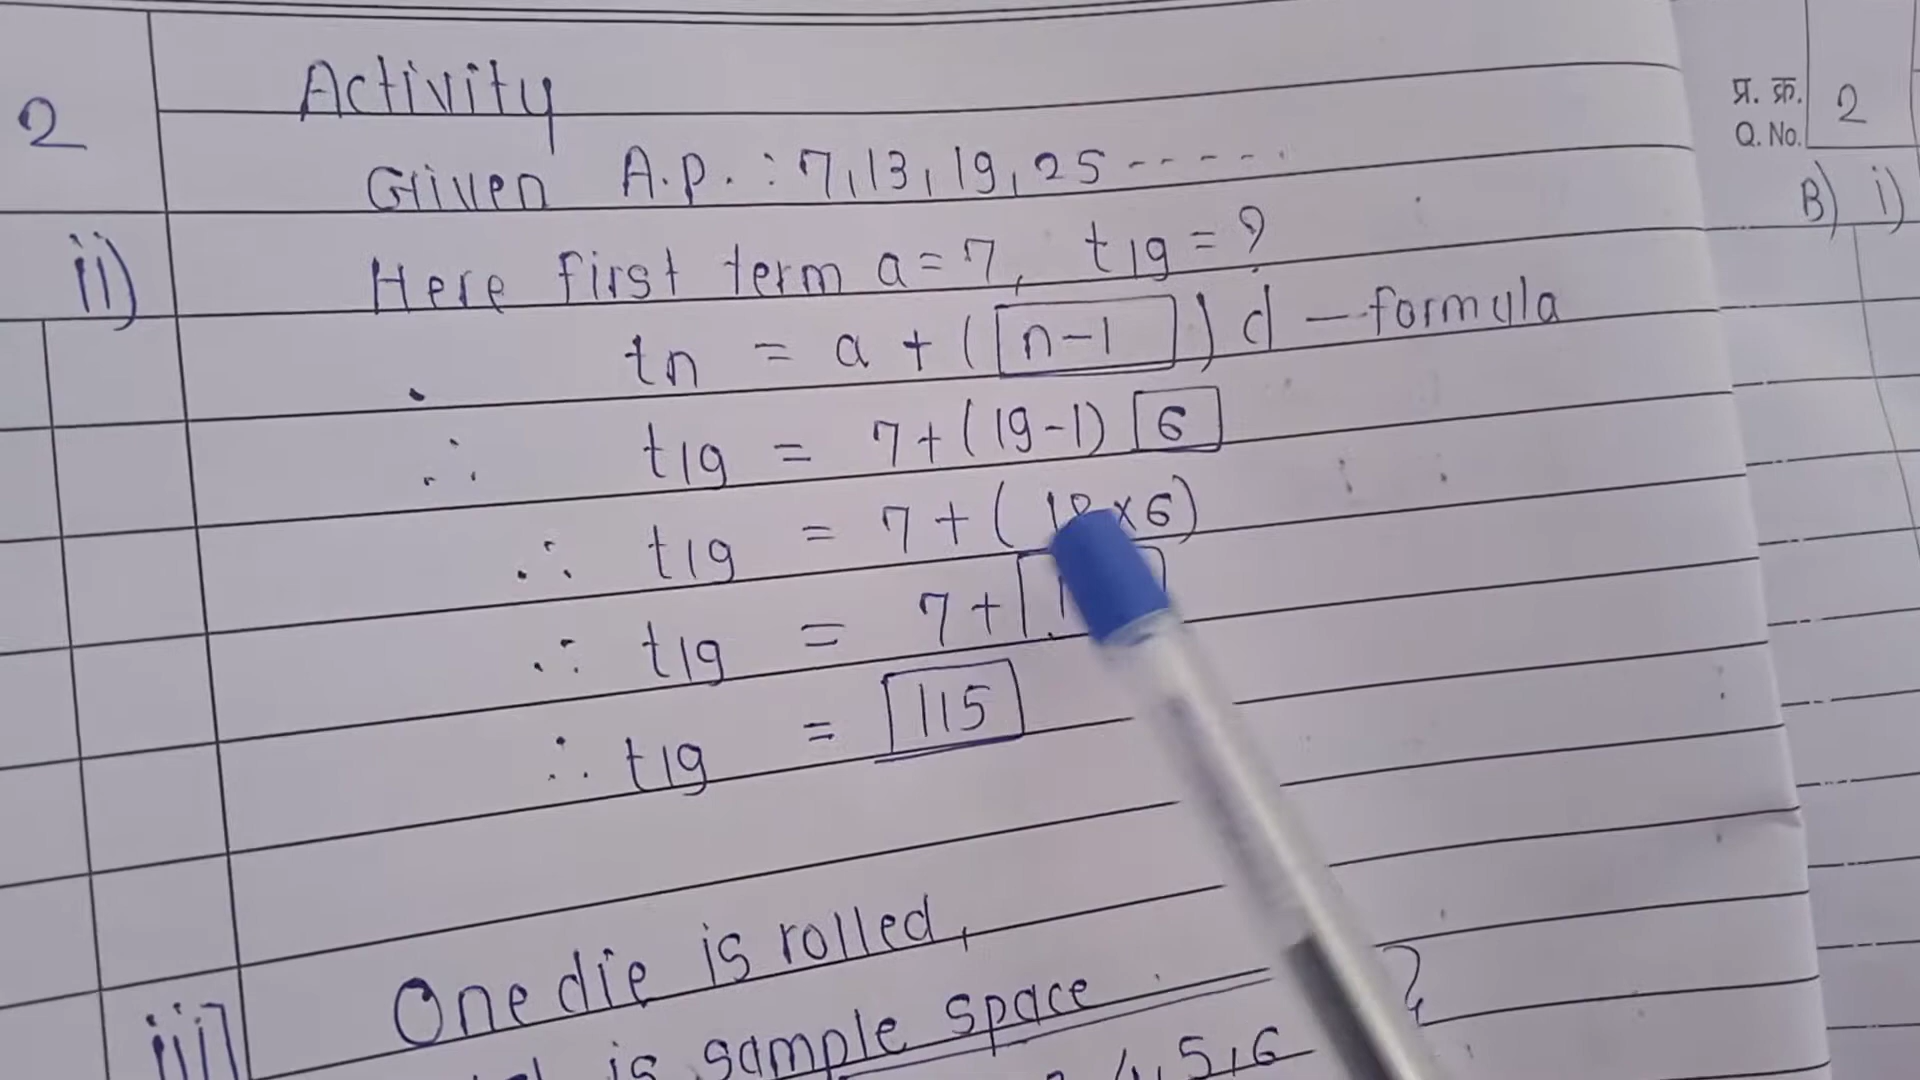 2
Activity
Given A.P. : 7, 13, 19, 25 -----.
ii)
Here first term a = 7, t19 = ?
tn = a + (n-1) d — formula
∴ t19 = 7 + (19-1) 6
∴ t19 = 7 + (18×6)
∴ t19 = 7 +
∴ t19 = 115
One die is rolled,
iii)
is sample space
4, 5, 6
प्र. क्र.
Q. No.
2
B) i)